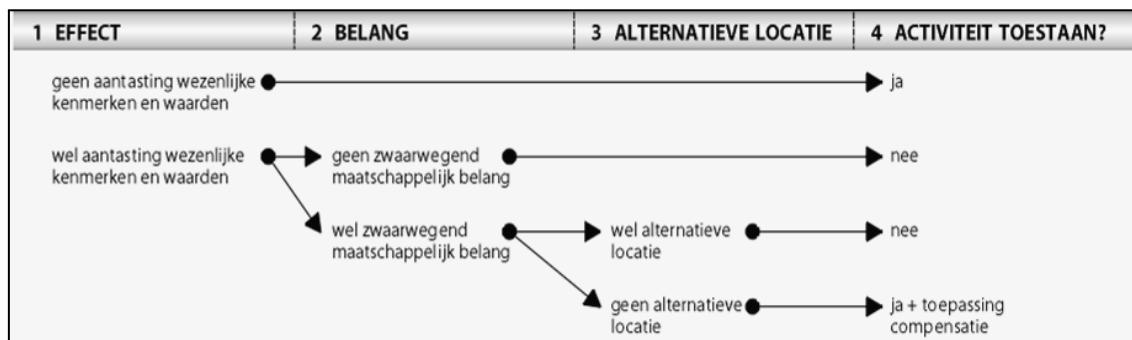 1 EFFECT 2 BELANG 3 ALTERNATIEVE LOCATIE 4 ACTIVITEIT TOESTAAN?
geen aantasting wezenlijke
kenmerken en waarden
ja
wel aantasting wezenlijke
kenmerken en waarden
geen zwaarwegend
maatschappelijk belang
nee
wel zwaarwegend
maatschappelijk belang
wel alternatieve
locatie
nee
geen alternatieve
locatie
ja + toepassing
compensatie